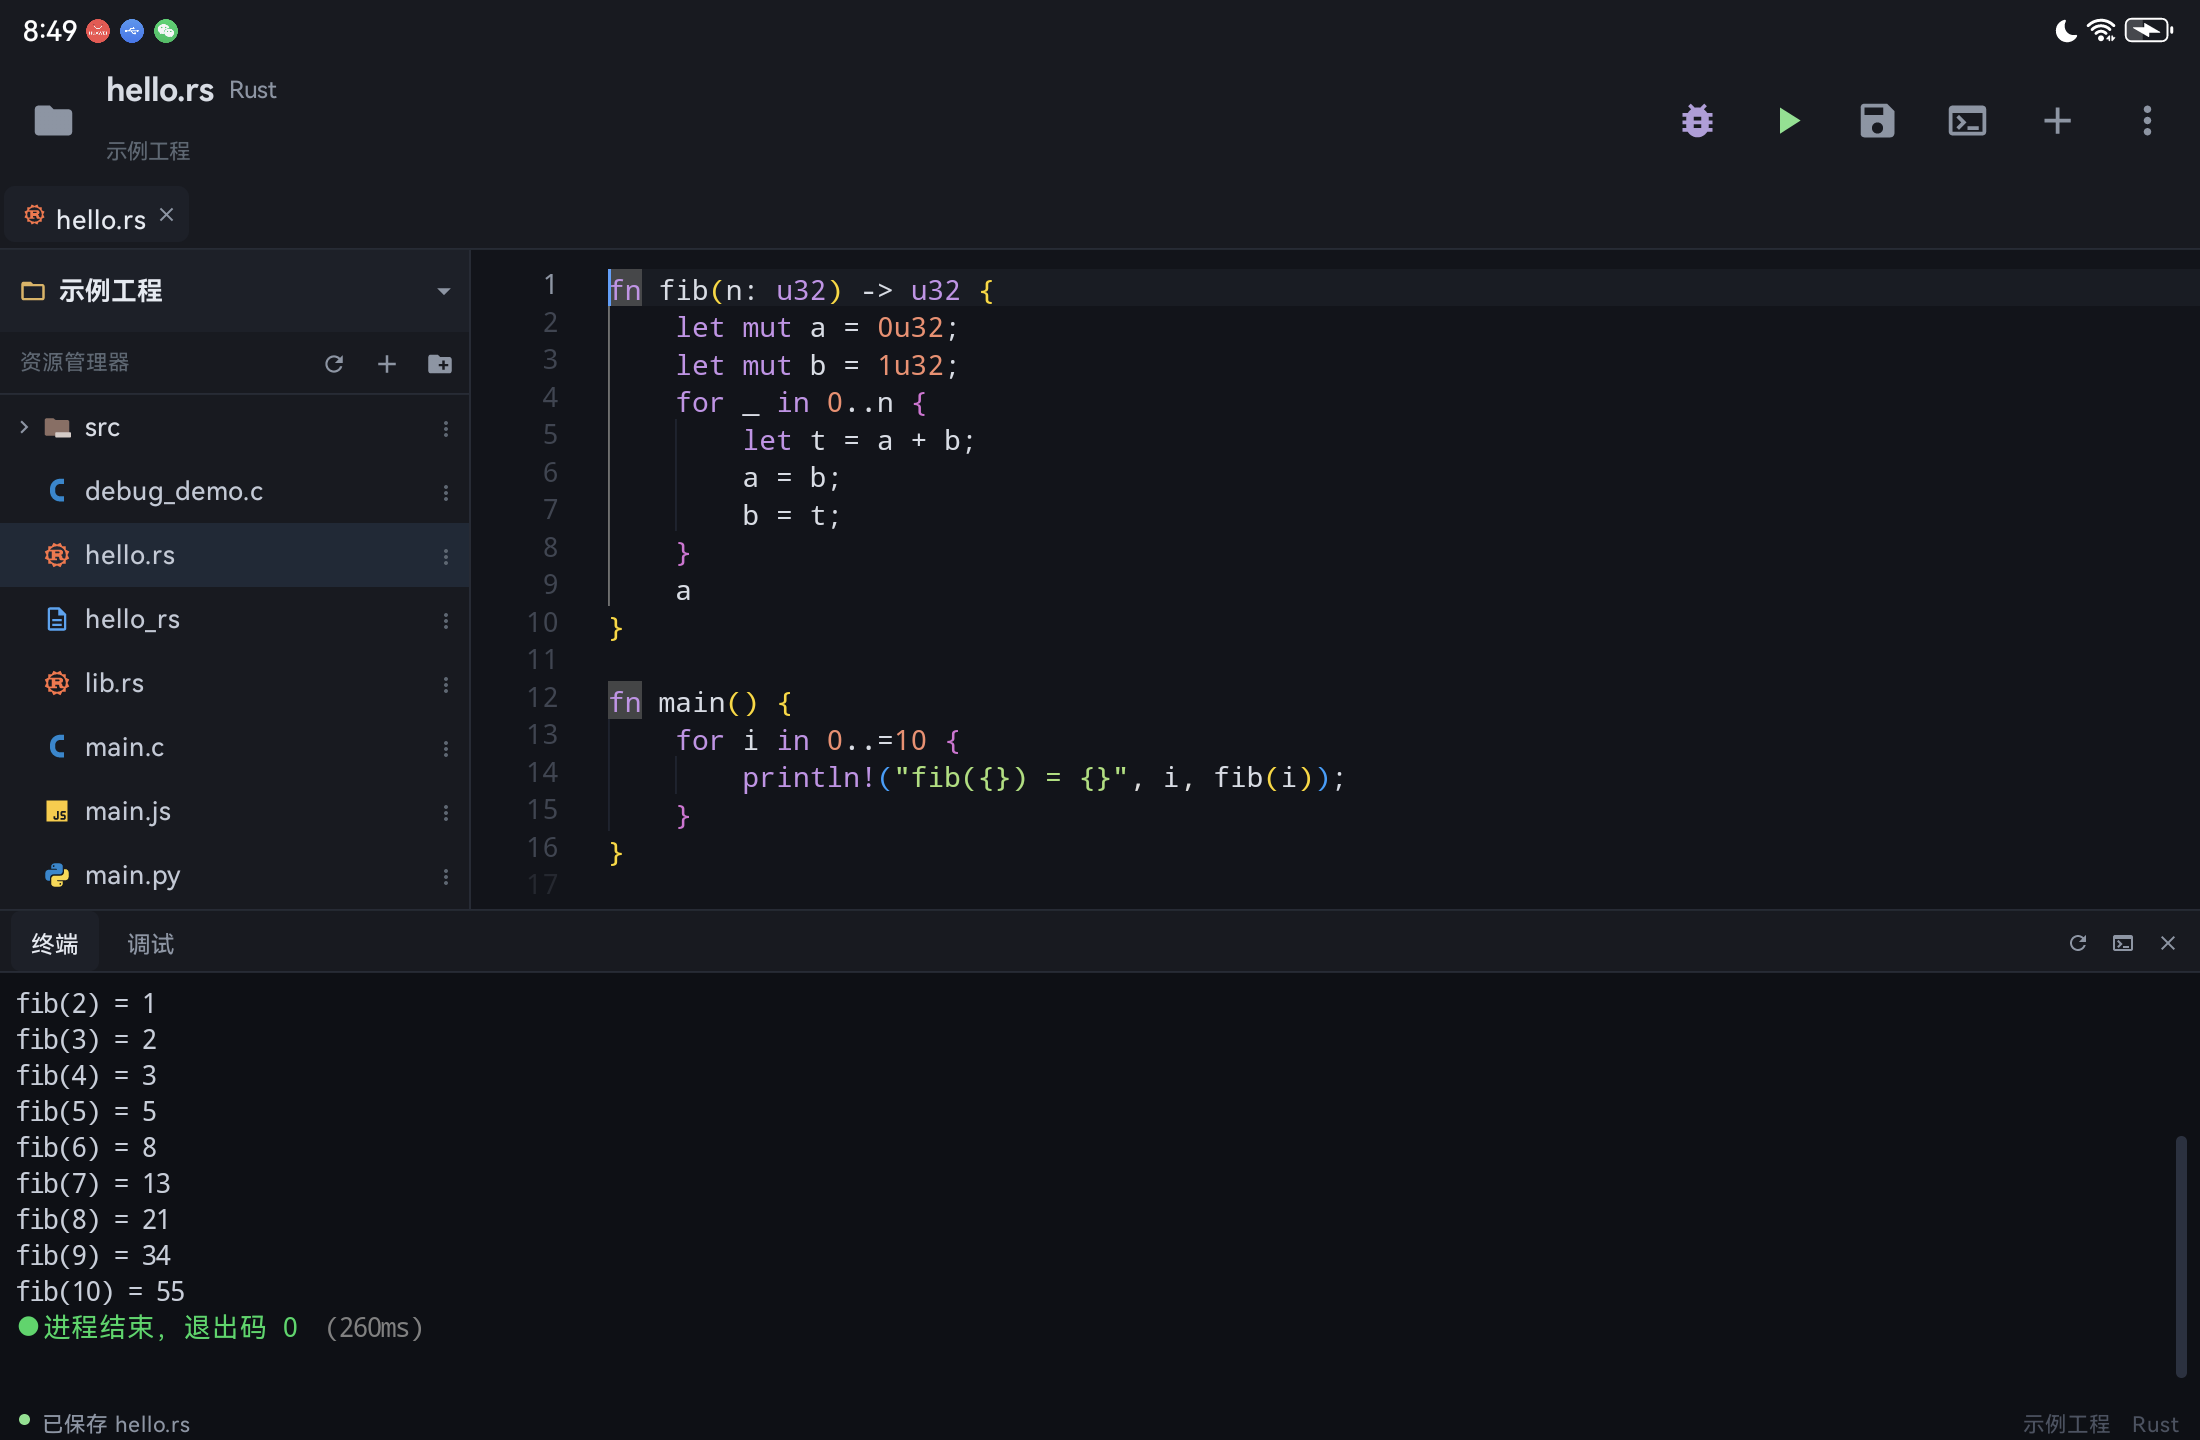 8:49
hello.rs Rust
示例工程
hello.rs
示例工程
资源管理器
src
debug_demo.c
hello.rs
hello_rs
lib.rs
main.c
main.js
main.py
1 fn fib(n: u32) -> u32 {
2     let mut a = 0u32;
3     let mut b = 1u32;
4     for _ in 0..n {
5         let t = a + b;
6         a = b;
7         b = t;
8     }
9     a
10 }
11
12 fn main() {
13     for i in 0..=10 {
14         println!("fib({}) = {}", i, fib(i));
15     }
16 }
17
终端 调试
fib(2) = 1
fib(3) = 2
fib(4) = 3
fib(5) = 5
fib(6) = 8
fib(7) = 13
fib(8) = 21
fib(9) = 34
fib(10) = 55
进程结束, 退出码 0 (260ms)
已保存 hello.rs
示例工程 Rust